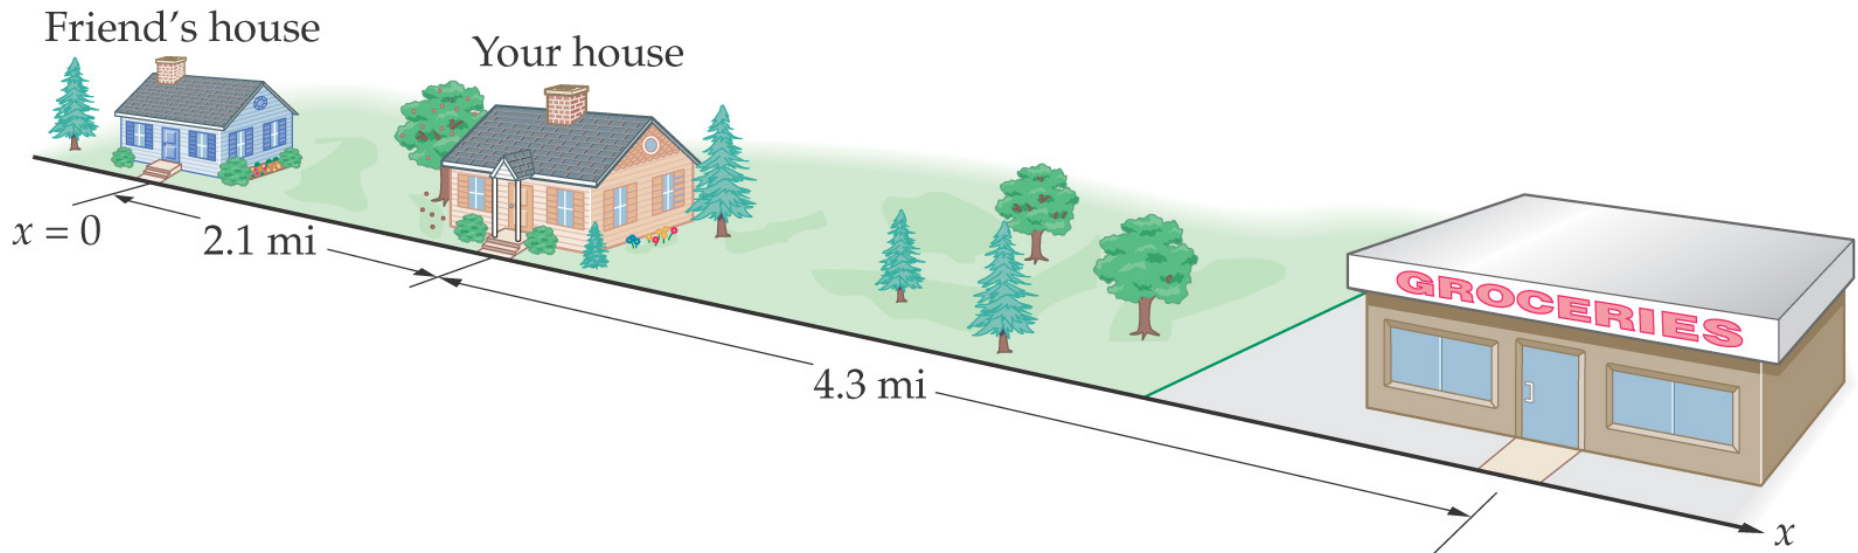 Friend's house
Your house
x = 0
2.1 mi
4.3 mi
GROCERIES
x